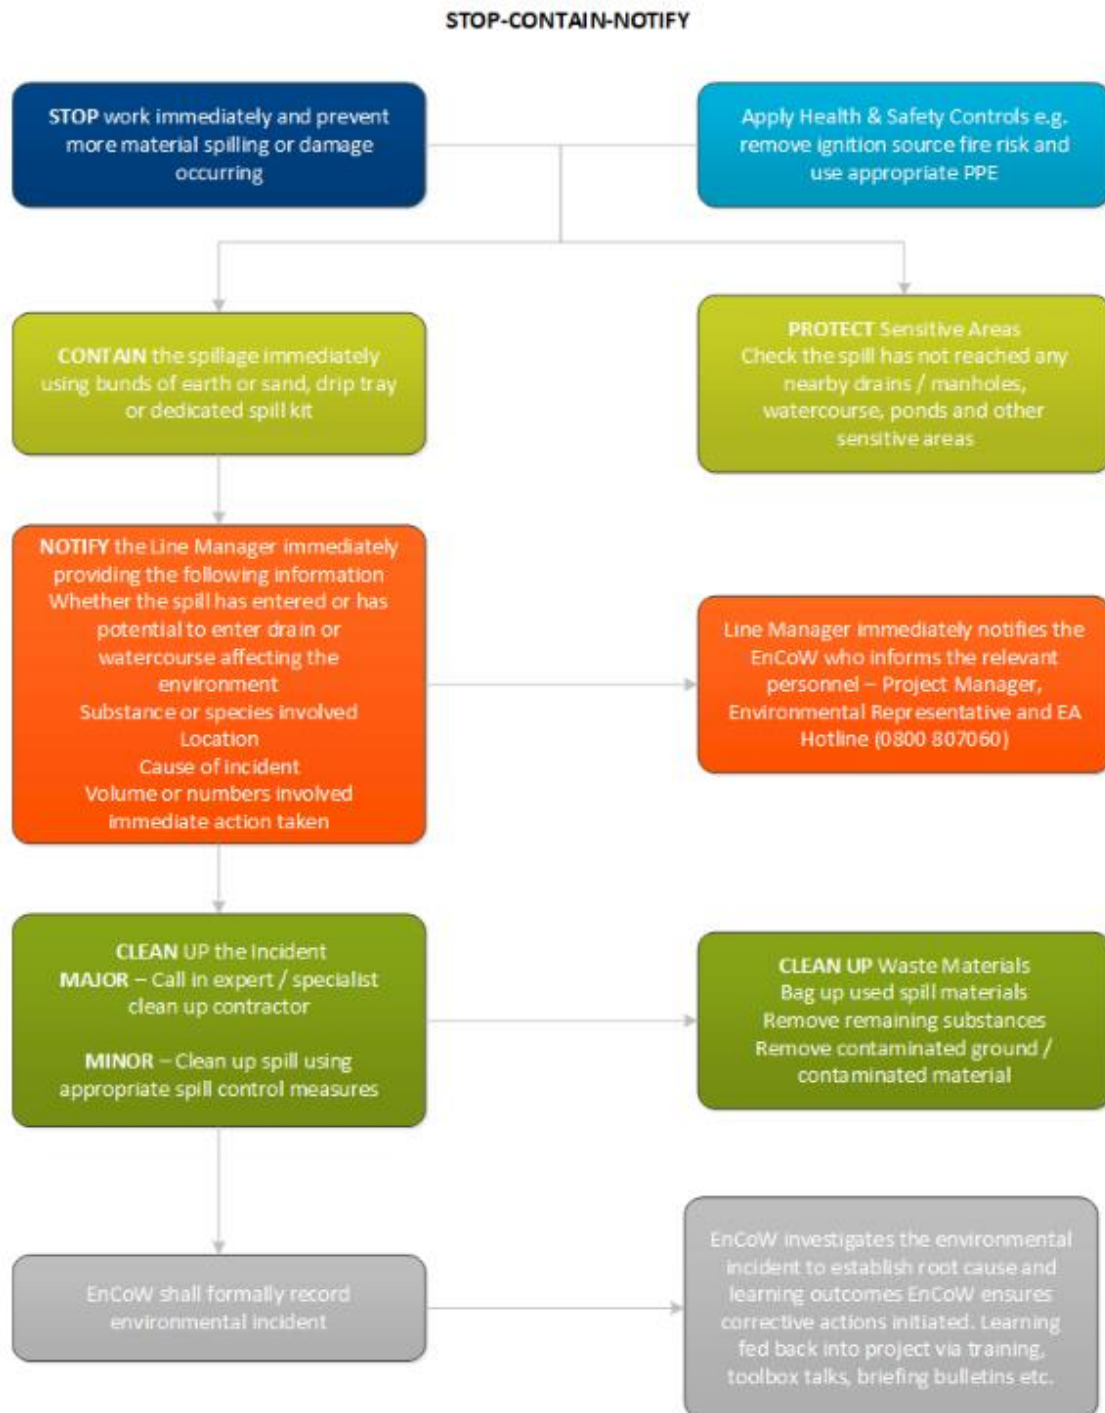 STOP-CONTAIN-NOTIFY
STOP work immediately and prevent
more material spilling or damage
occurring
Apply Health & Safety Controls e.g.
remove ignition source fire risk and
use appropriate PPE
CONTAIN the spillage immediately
using bunds of earth or sand, drip tray
or dedicated spill kit
PROTECT Sensitive Areas
Check the spill has not reached any
nearby drains / manholes,
watercourse, ponds and other
sensitive areas
NOTIFY the Line Manager immediately
providing the following information
Whether the spill has entered or has
potential to enter drain or
watercourse affecting the
environment
Substance or species involved
Location
Cause of incident
Volume or numbers involved
immediate action taken
Line Manager immediately notifies the
EnCoW who informs the relevant
personnel – Project Manager,
Environmental Representative and EA
Hotline (0800 807060)
CLEAN UP the Incident
MAJOR – Call in expert / specialist
clean up contractor
MINOR – Clean up spill using
appropriate spill control measures
CLEAN UP Waste Materials
Bag up used spill materials
Remove remaining substances
Remove contaminated ground /
contaminated material
EnCoW shall formally record
environmental incident
EnCoW investigates the environmental
incident to establish root cause and
learning outcomes EnCoW ensures
corrective actions initiated. Learning
fed back into project via training,
toolbox talks, briefing bulletins etc.